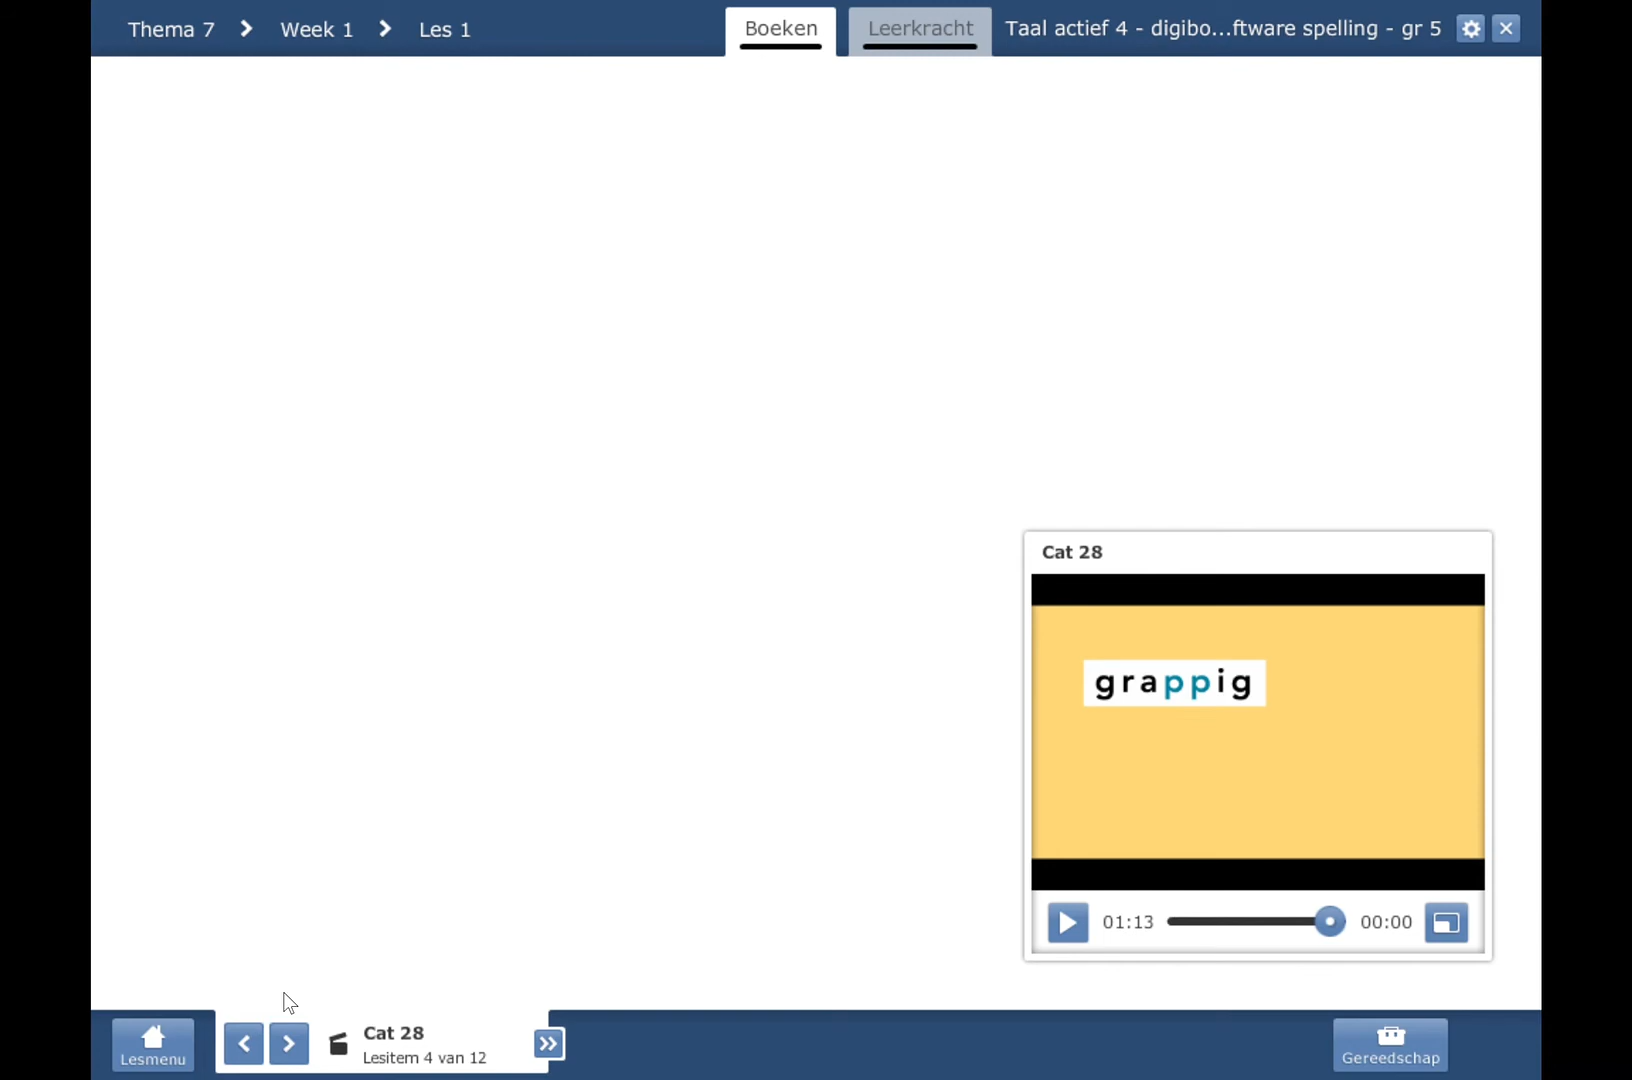 Thema 7 Week 1 Les 1 Boeken Leerkracht Taal actief 4 - digibo...ftware spelling - gr 5
Cat 28
grappig
01:13 00:00
Lesmenu
Cat 28
Lesitem 4 van 12
Gereedschap